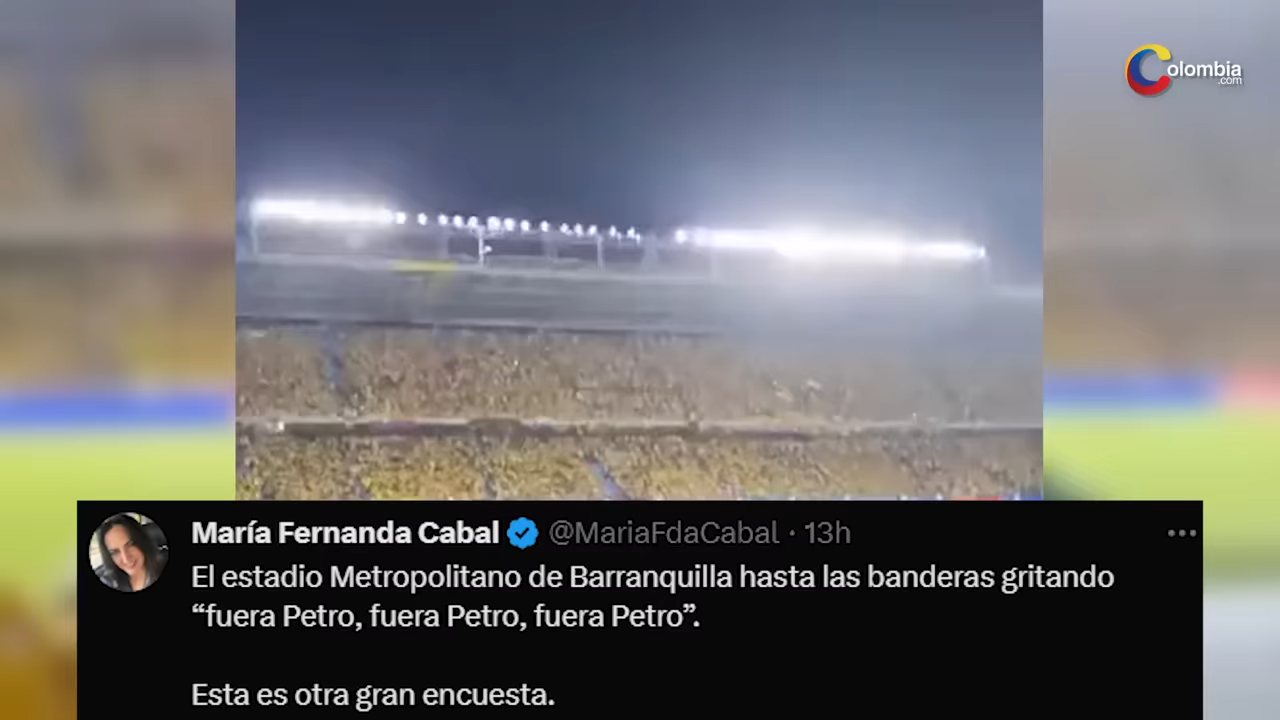 Colombia
.com
María Fernanda Cabal @MariaFdaCabal · 13h
El estadio Metropolitano de Barranquilla hasta las banderas gritando
“fuera Petro, fuera Petro, fuera Petro”.
Esta es otra gran encuesta.